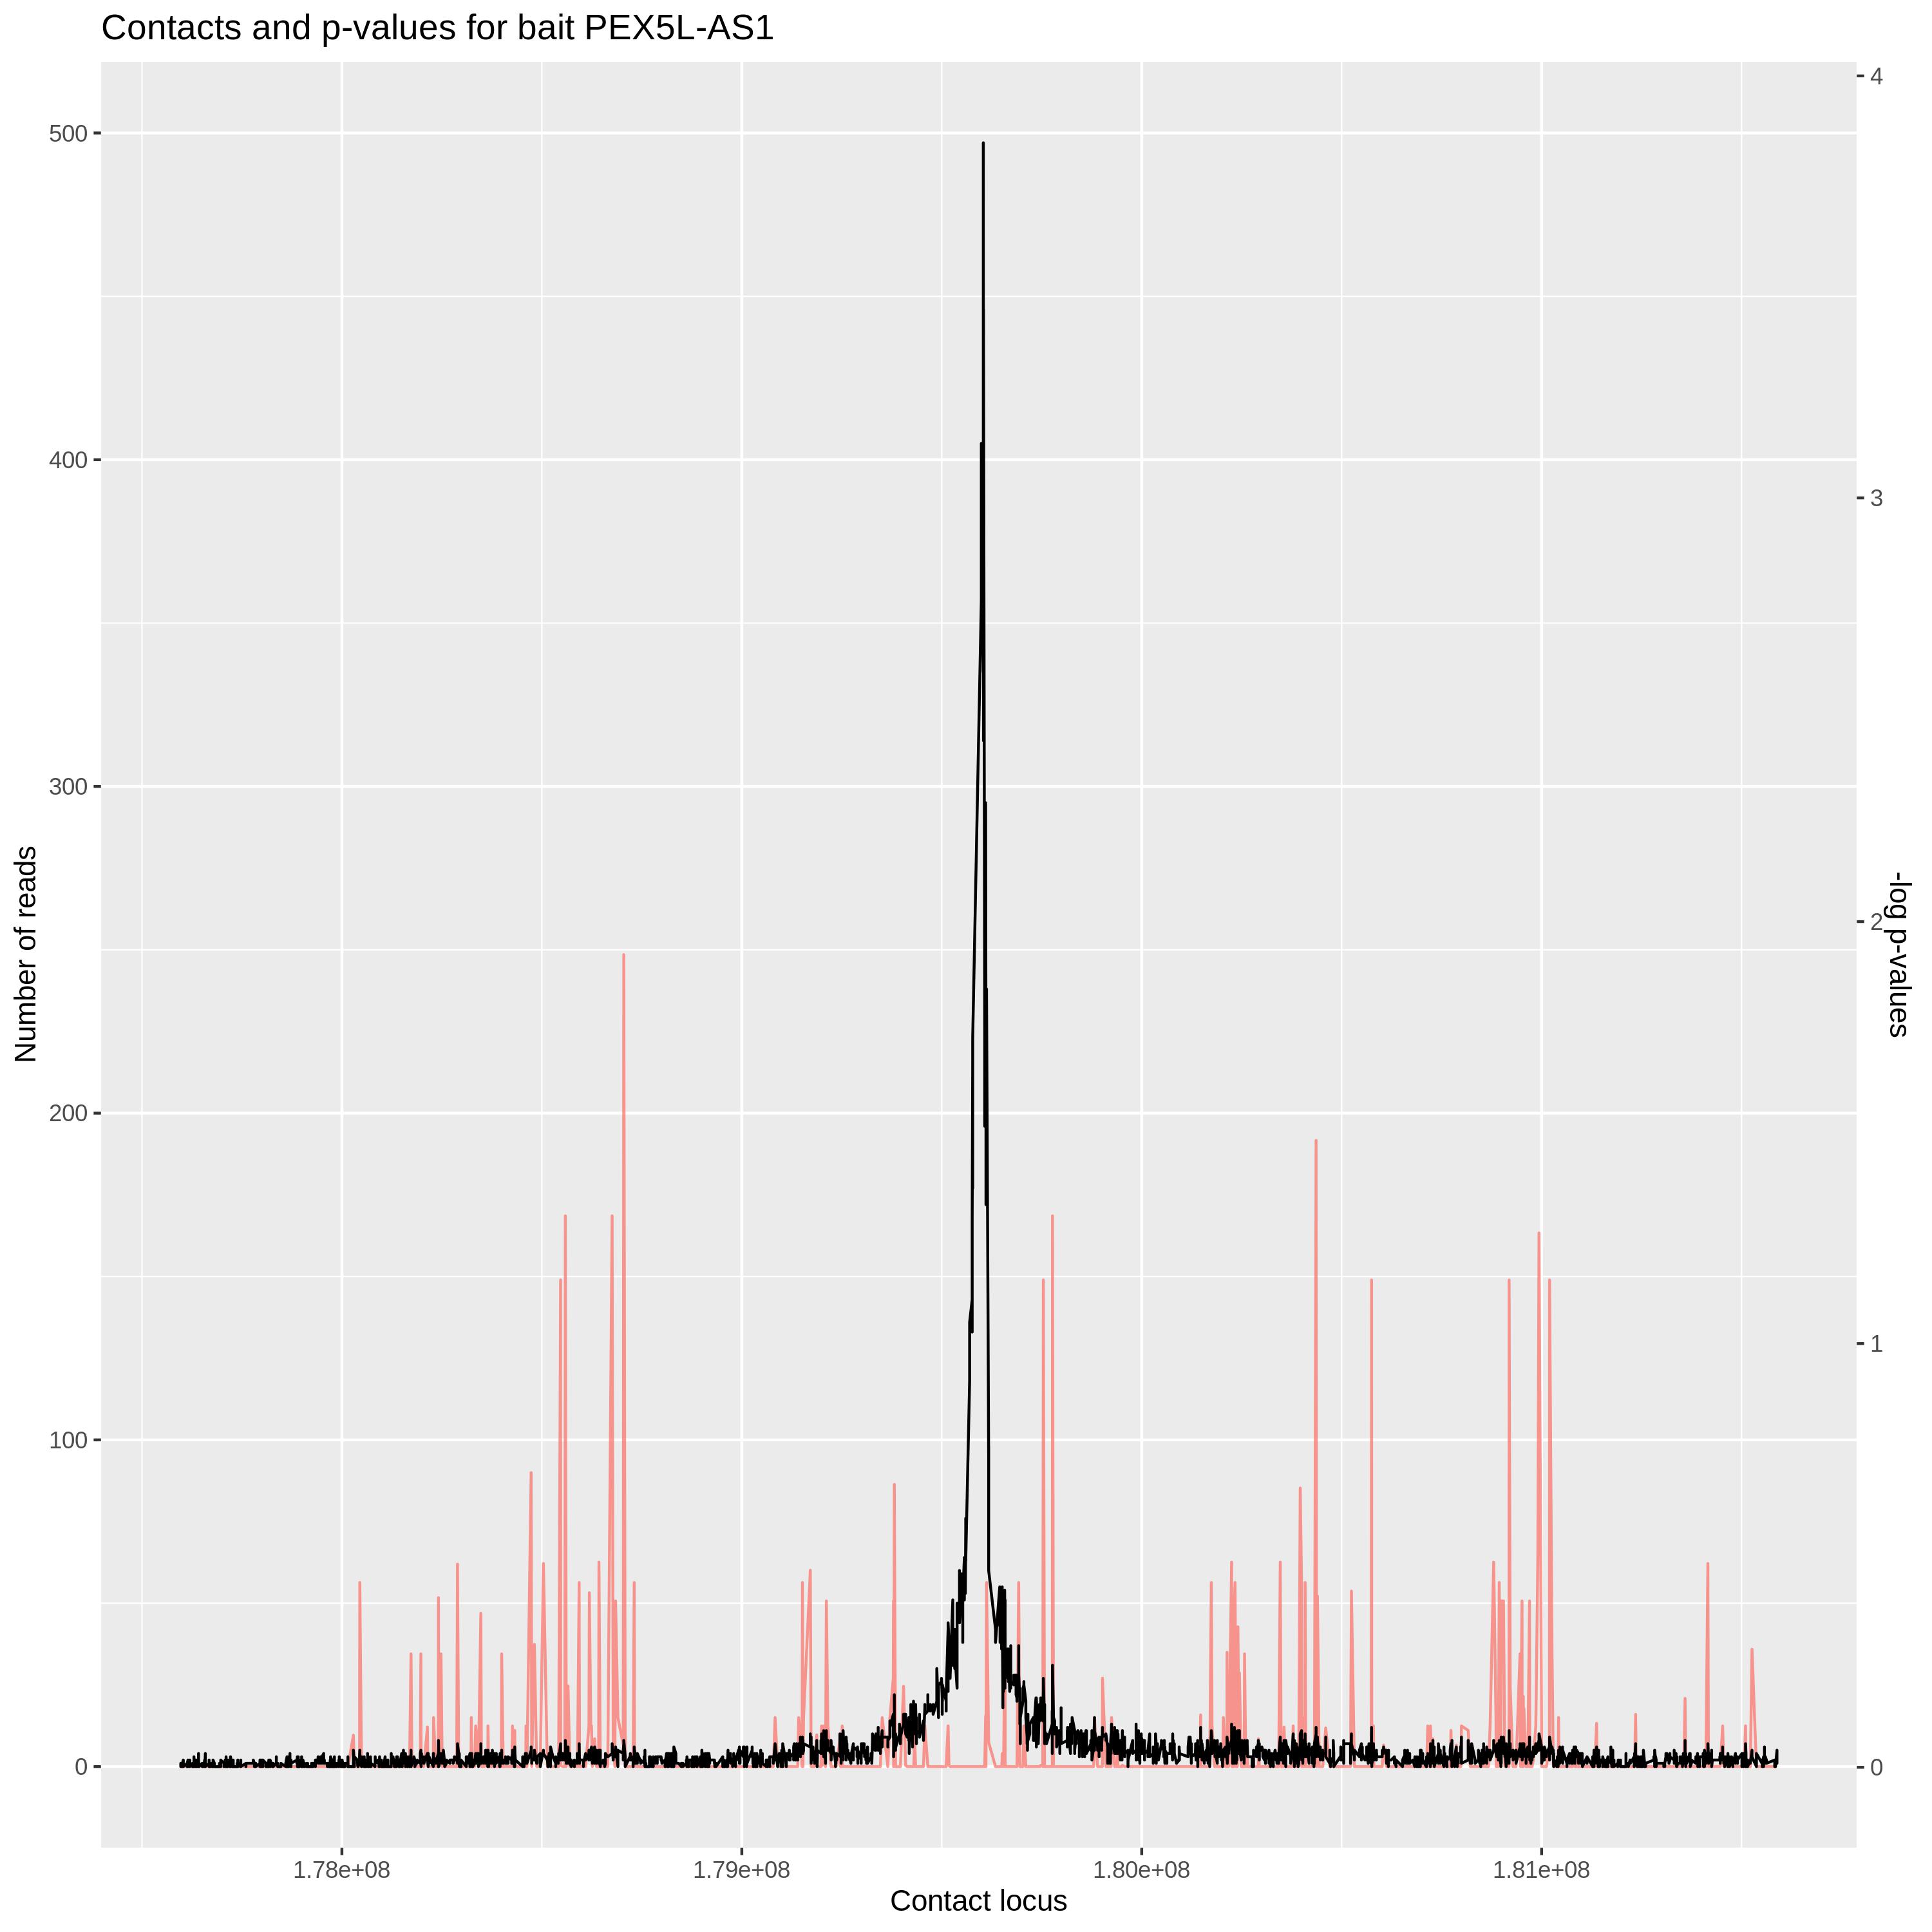 Contacts and p-values for bait PEX5L-AS1
500
400
300
200
100
0
Number of reads
4
3
2
1
0
-log p-values
1.78e+08
1.79e+08
1.80e+08
1.81e+08
Contact locus